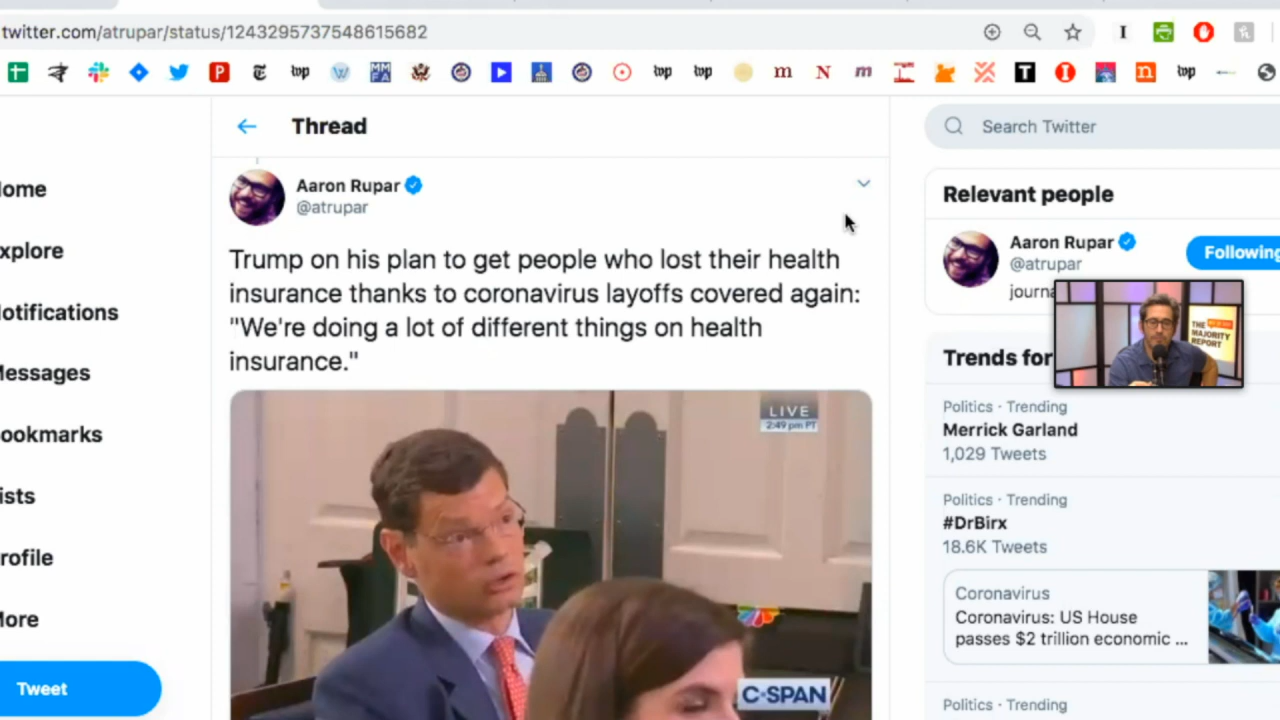 twitter.com/atrupar/status/1243295737548615682
Thread
Search Twitter
ome
xplore
otifications
essages
ookmarks
ists
rofile
ore
Tweet
Aaron Rupar
@atrupar
Trump on his plan to get people who lost their health
insurance thanks to coronavirus layoffs covered again:
"We're doing a lot of different things on health
insurance."
LIVE
2:49 pm PT
C-SPAN
Relevant people
Aaron Rupar
@atrupar
Following
journa
THE
MAJORITY
REPORT
Trends for
Politics · Trending
Merrick Garland
1,029 Tweets
Politics · Trending
#DrBirx
18.6K Tweets
Coronavirus
Coronavirus: US House
passes $2 trillion economic ...
Politics · Trending